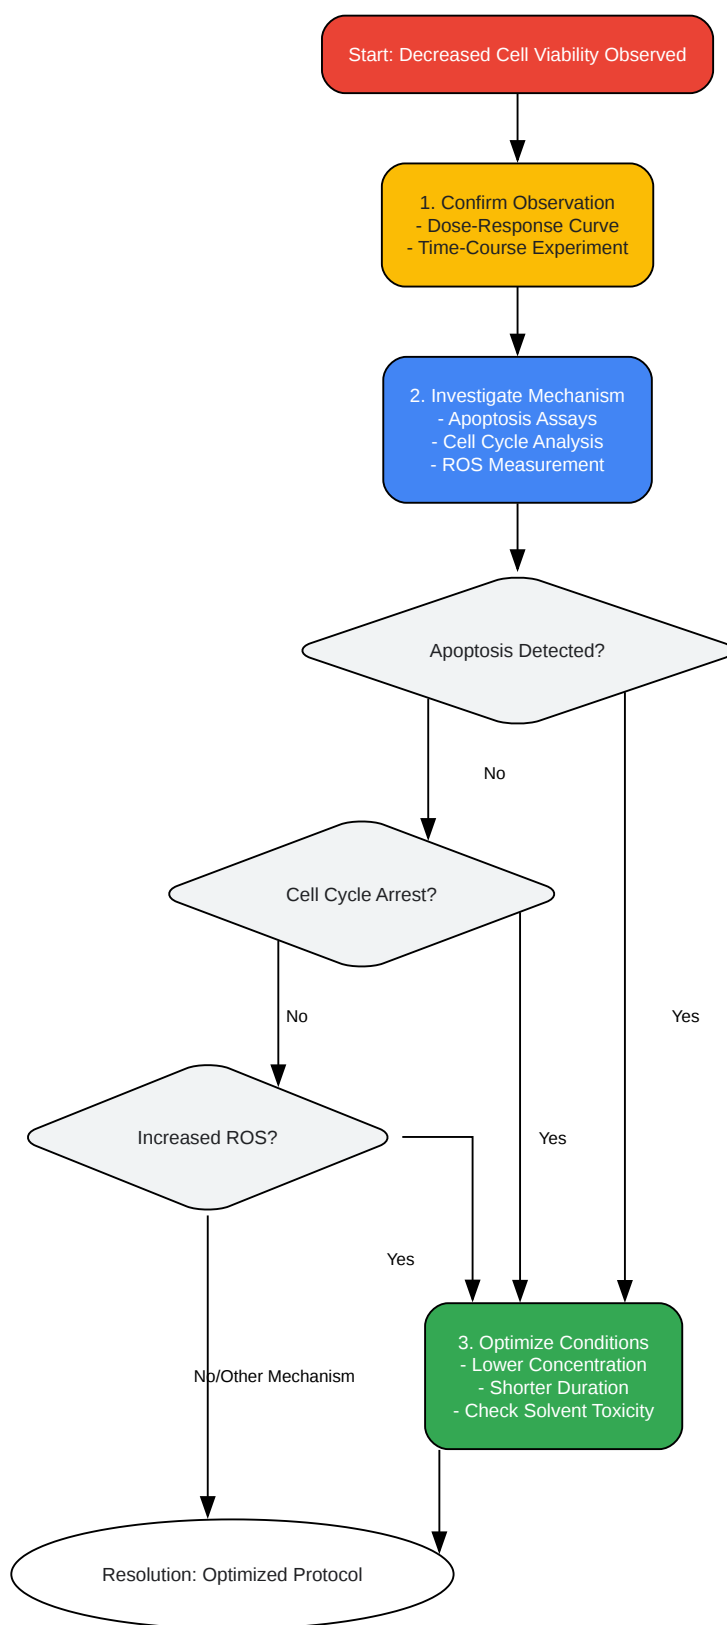 Start: Decreased Cell Viability Observed
1. Confirm Observation
- Dose-Response Curve
- Time-Course Experiment
2. Investigate Mechanism
- Apoptosis Assays
- Cell Cycle Analysis
- ROS Measurement
Apoptosis Detected?
No
Cell Cycle Arrest?
No
Yes
Increased ROS?
Yes
Yes
3. Optimize Conditions
- Lower Concentration
- Shorter Duration
- Check Solvent Toxicity
No/Other Mechanism
Resolution: Optimized Protocol